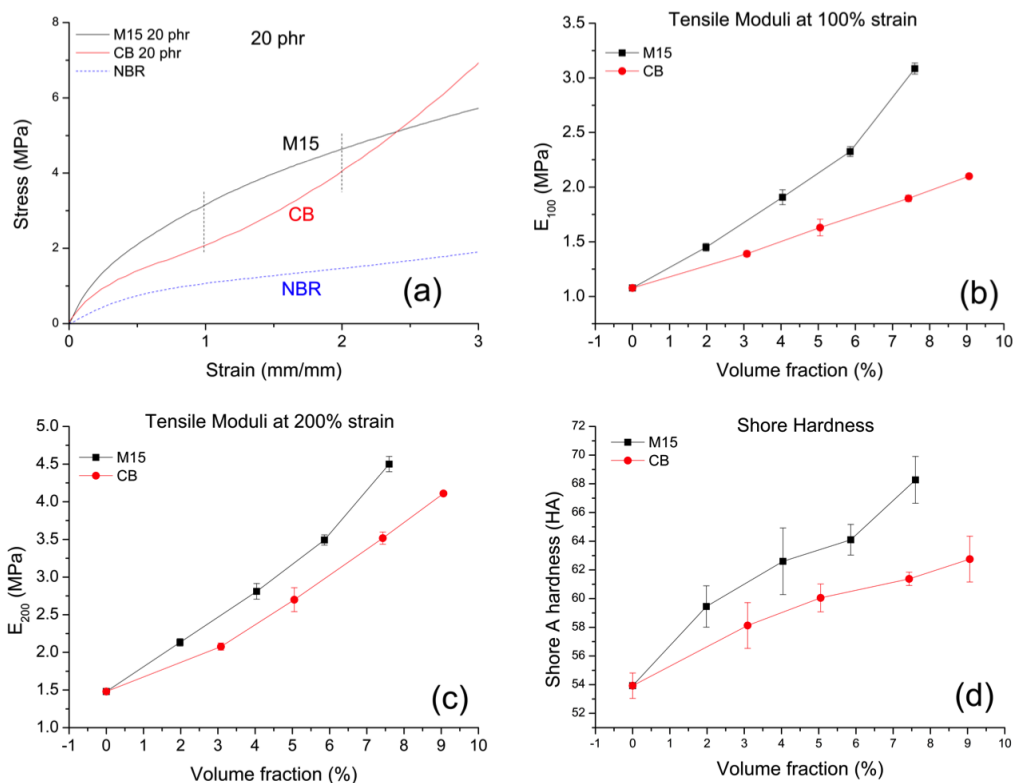 8
6
4
2
0
Stress (MPa)
M15 20 phr
CB 20 phr
NBR
20 phr
M15
CB
NBR
(a)
0 1 2 3
Strain (mm/mm)
Tensile Moduli at 100% strain
3.5
3.0
2.5
2.0
1.5
1.0
E100 (MPa)
M15
CB
(b)
-1 0 1 2 3 4 5 6 7 8 9 10
Volume fraction (%)
Tensile Moduli at 200% strain
5.0
4.5
4.0
3.5
3.0
2.5
2.0
1.5
1.0
E200 (MPa)
M15
CB
(c)
-1 0 1 2 3 4 5 6 7 8 9 10
Volume fraction (%)
Shore Hardness
72
70
68
66
64
62
60
58
56
54
52
Shore A hardness (HA)
M15
CB
(d)
-1 0 1 2 3 4 5 6 7 8 9 10
Volume fraction (%)